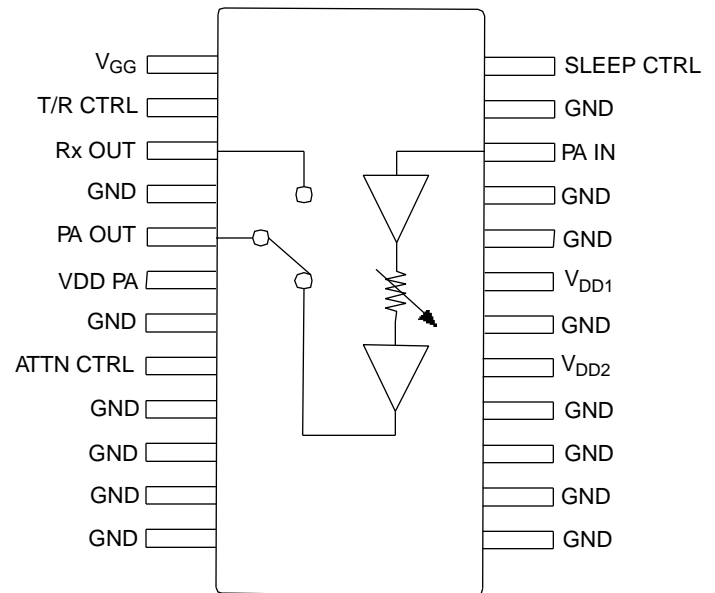 VGG
T/R CTRL
Rx OUT
GND
PA OUT
VDD PA
GND
ATTN CTRL
GND
GND
GND
GND
SLEEP CTRL
GND
PA IN
GND
GND
VDD1
GND
VDD2
GND
GND
GND
GND